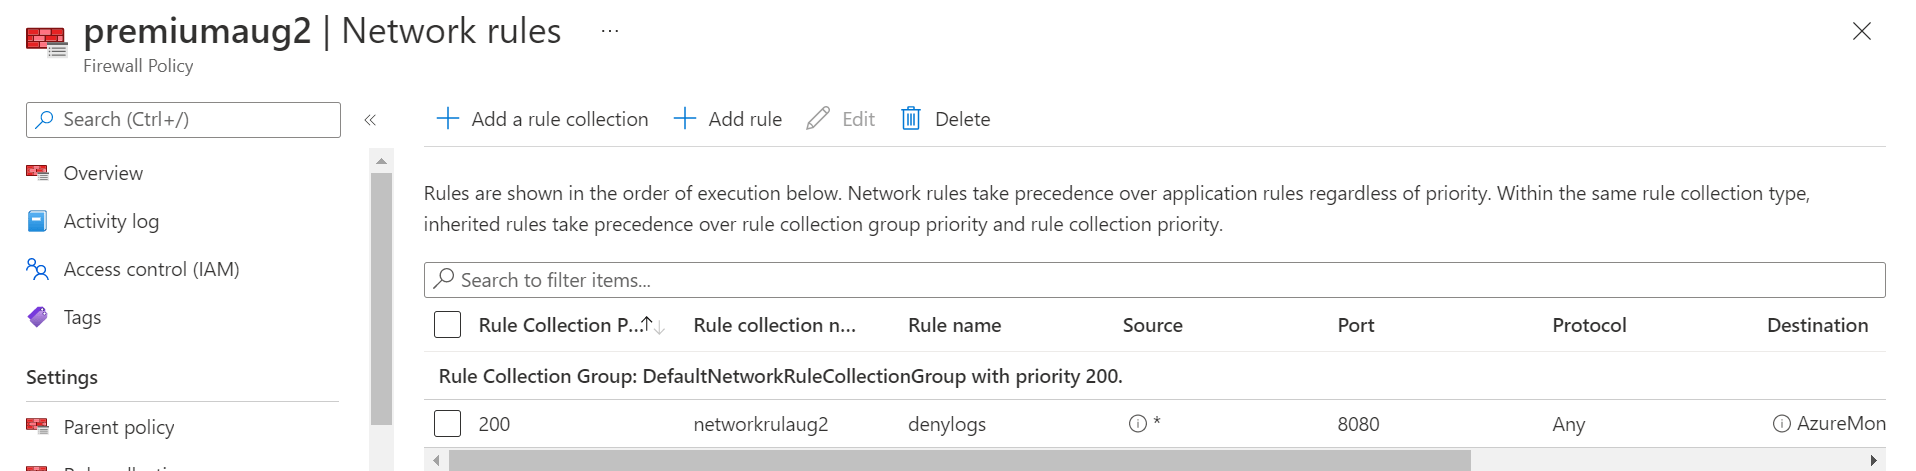 premiumaug2 | Network rules ...
Firewall Policy
Search (Ctrl+/)
Overview
Activity log
Access control (IAM)
Tags
Settings
Parent policy
Add a rule collection Add rule Edit Delete
Rules are shown in the order of execution below. Network rules take precedence over application rules regardless of priority. Within the same rule collection type,
inherited rules take precedence over rule collection group priority and rule collection priority.
Search to filter items...
Rule Collection P... Rule collection n... Rule name Source Port Protocol Destination
Rule Collection Group: DefaultNetworkRuleCollectionGroup with priority 200.
200 networkrulaug2 denylogs * 8080 Any AzureMon